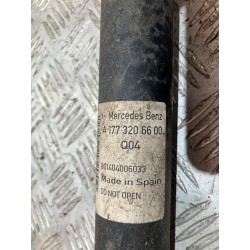 Mercedes Benz
A 177 320 66 00
Q04
801404006033
Made in Spain
DO NOT OPEN